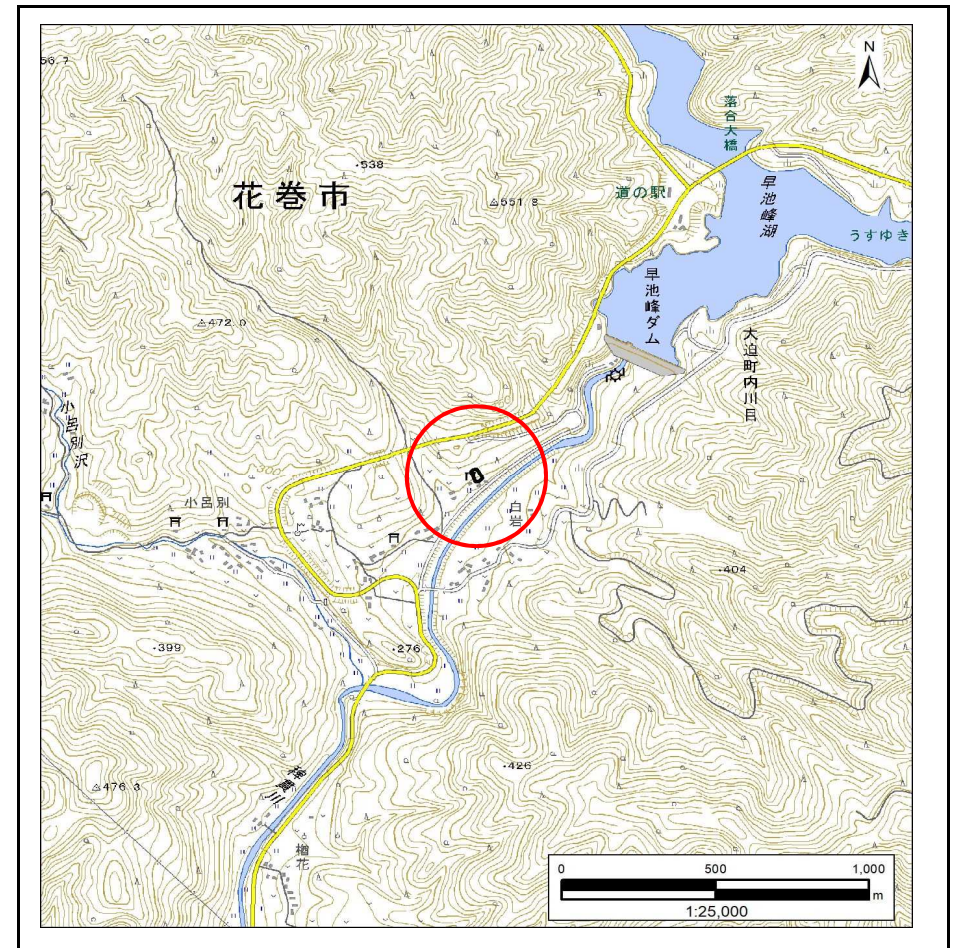 56.7
550
N
落合大橋
・538
花巻市
551.8
道の駅
早池峰湖
うすゆき
早池峰ダム
472.0
大迫町内川目
小呂別沢
300
小呂別
白岩
・404
・399
・276
・426
476.3
稗貫川
楢花
0 500 1,000
m
1:25,000